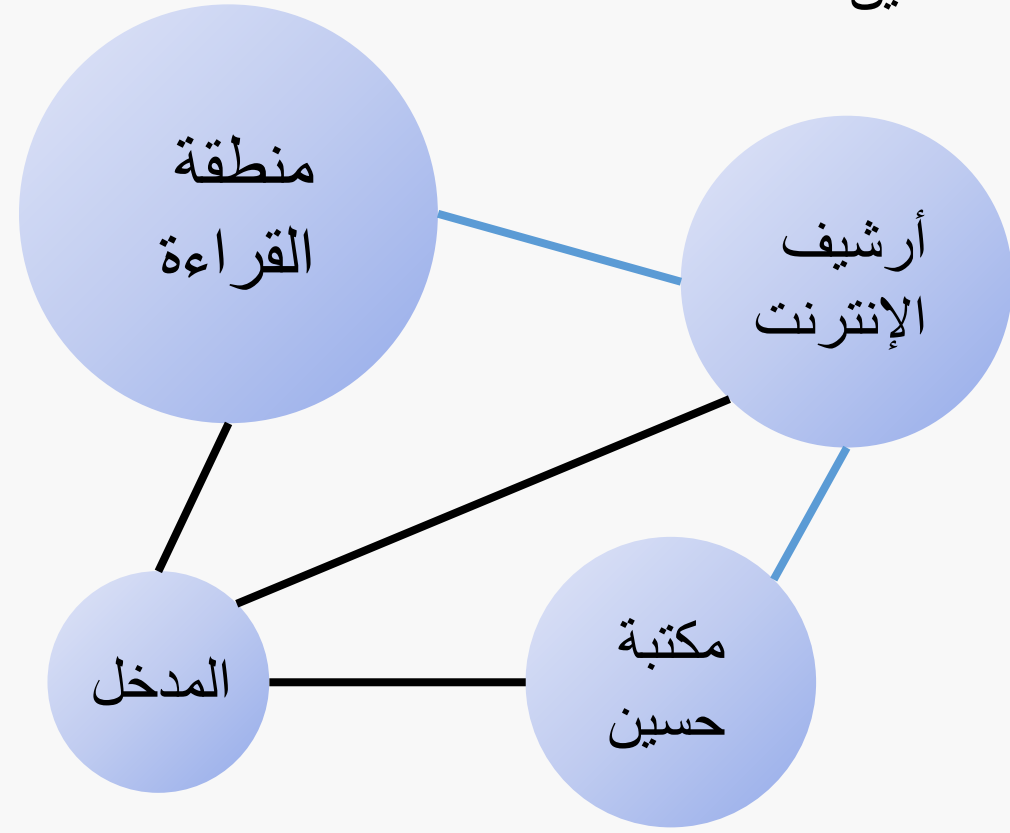 منطقة
القراءة
أرشيف
الإنترنت
مكتبة
حسين
المدخل